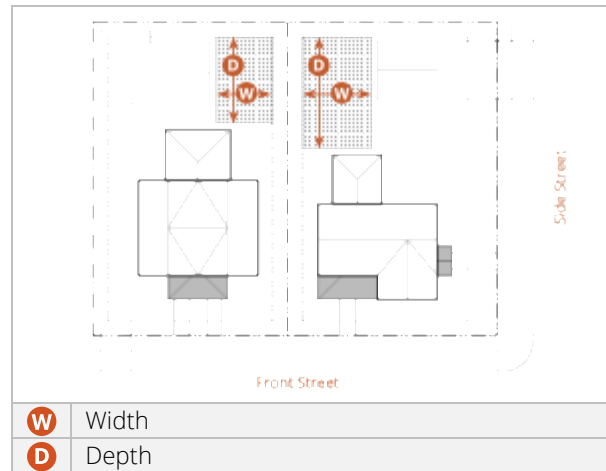 D
D
W
W
Side Street
Front Street
W Width
D Depth